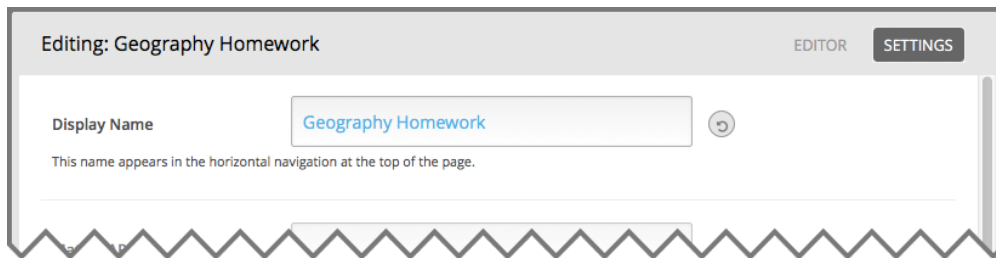 Editing: Geography Homework EDITOR SETTINGS
Display Name Geography Homework
This name appears in the horizontal navigation at the top of the page.